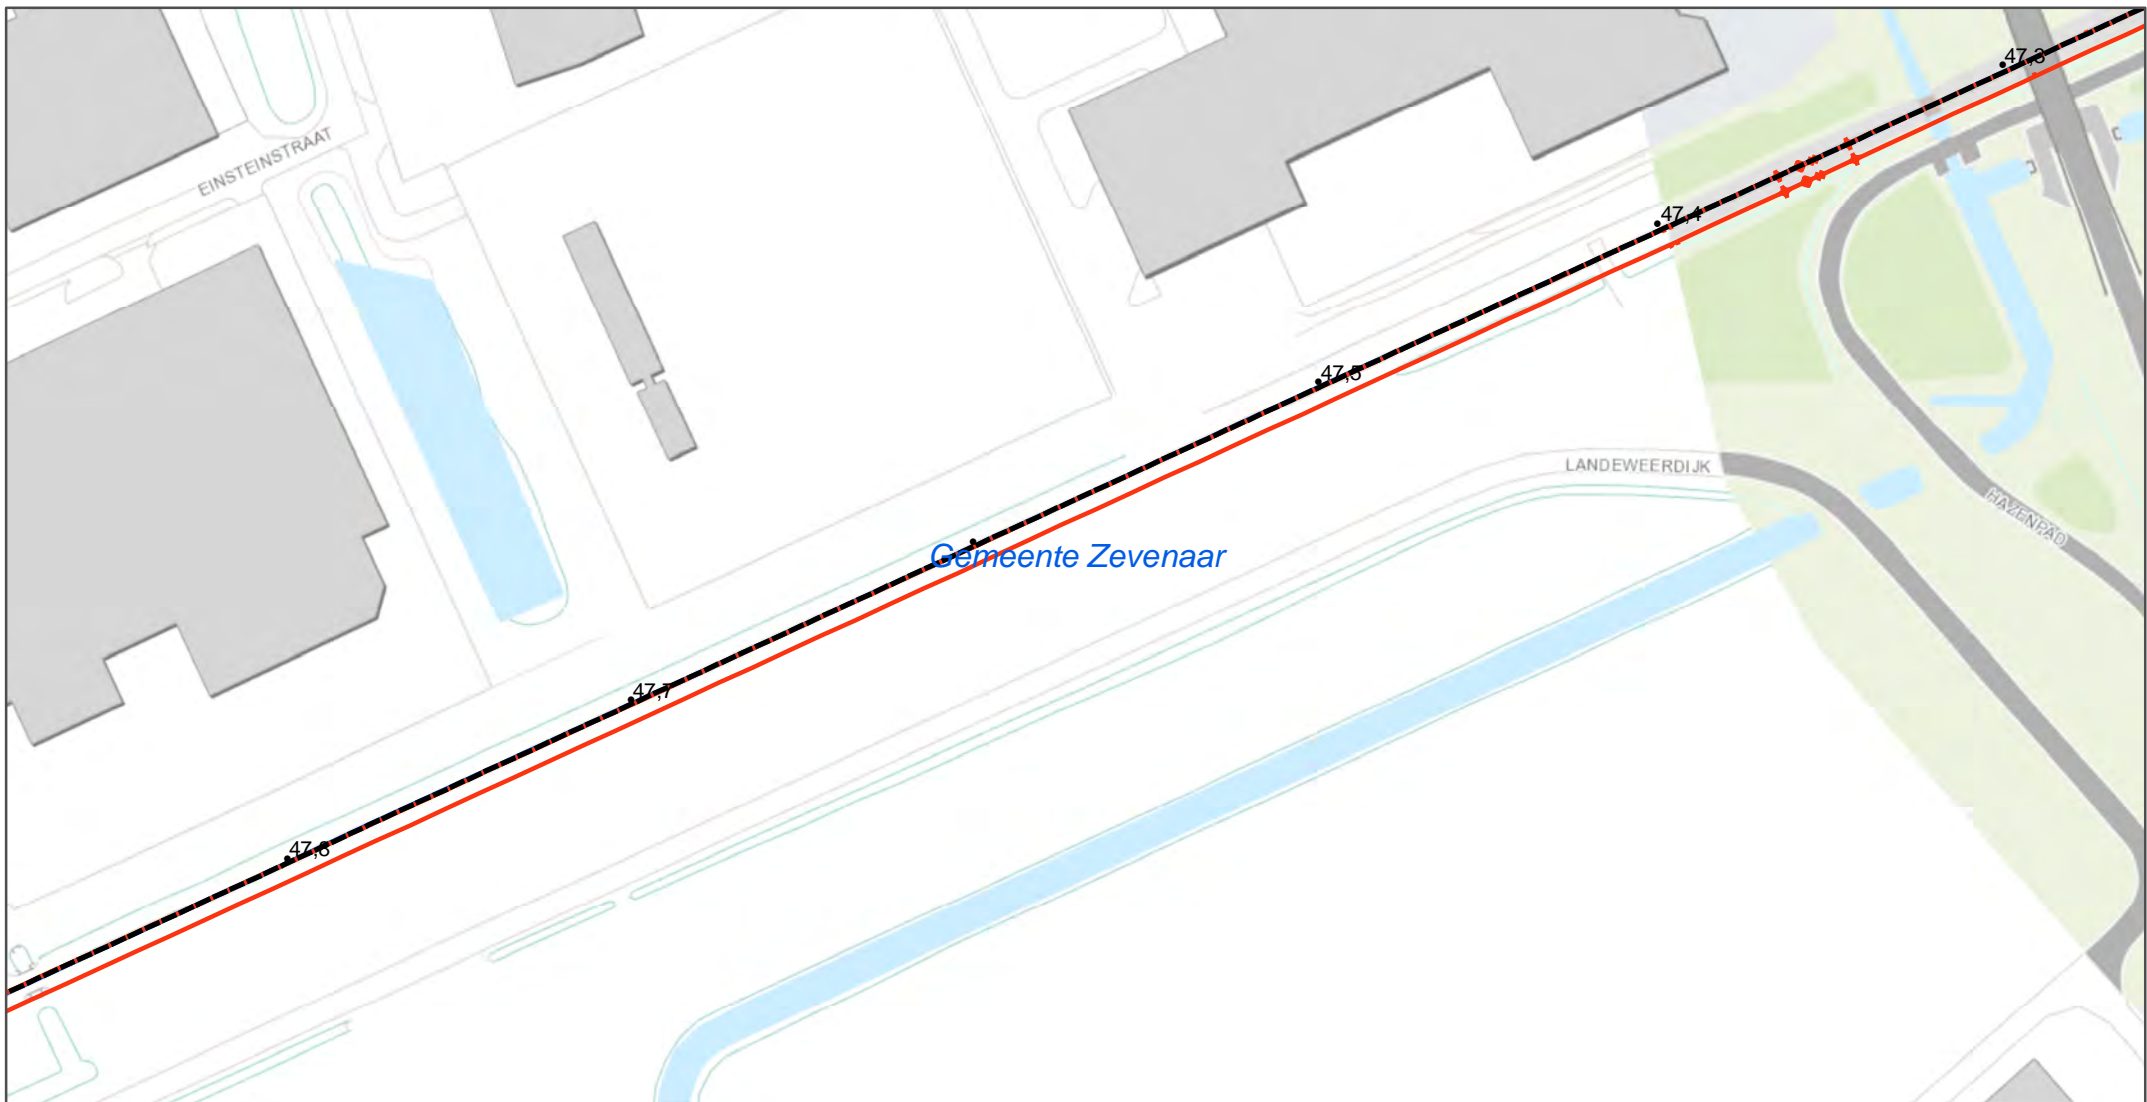 47,3
EINSTEINSTRAAT
47,4
47,5
LANDEWEERDIJK
HAZENPAD
Gemeente Zevenaar
47,7
47,8